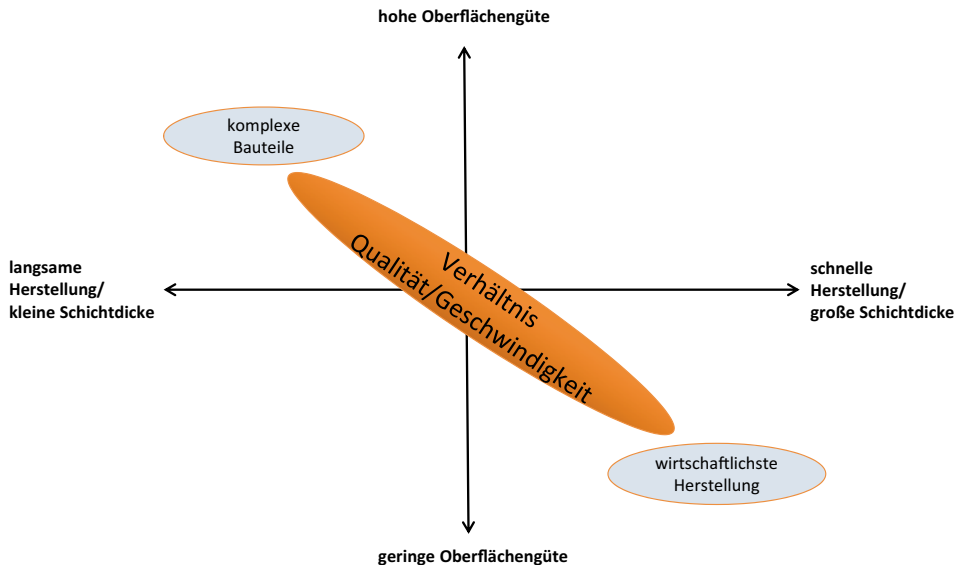 hohe Oberflächengüte
komplexe
Bauteile
Verhältnis
Qualität/Geschwindigkeit
langsame
Herstellung/
kleine Schichtdicke
schnelle
Herstellung/
große Schichtdicke
wirtschaftlichste
Herstellung
geringe Oberflächengüte